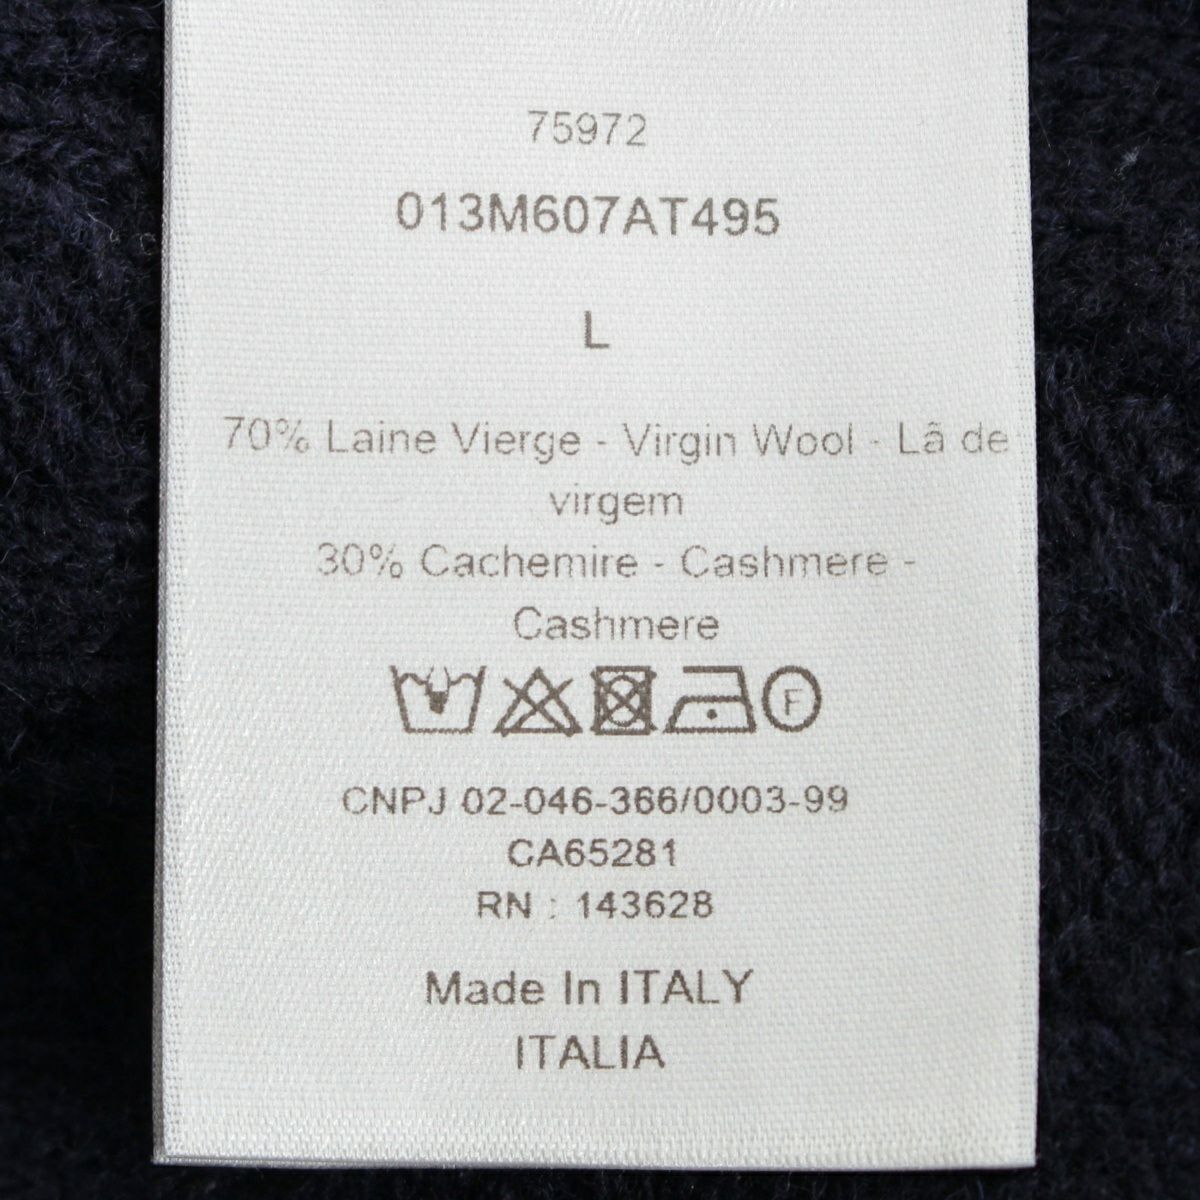 75972
013M607AT495
L
70% Laine Vierge - Virgin Wool - Lã de
virgem
30% Cachemire - Cashmere -
Cashmere
F
CNPJ 02-046-366/0003-99
CA65281
RN : 143628
Made In ITALY
ITALIA